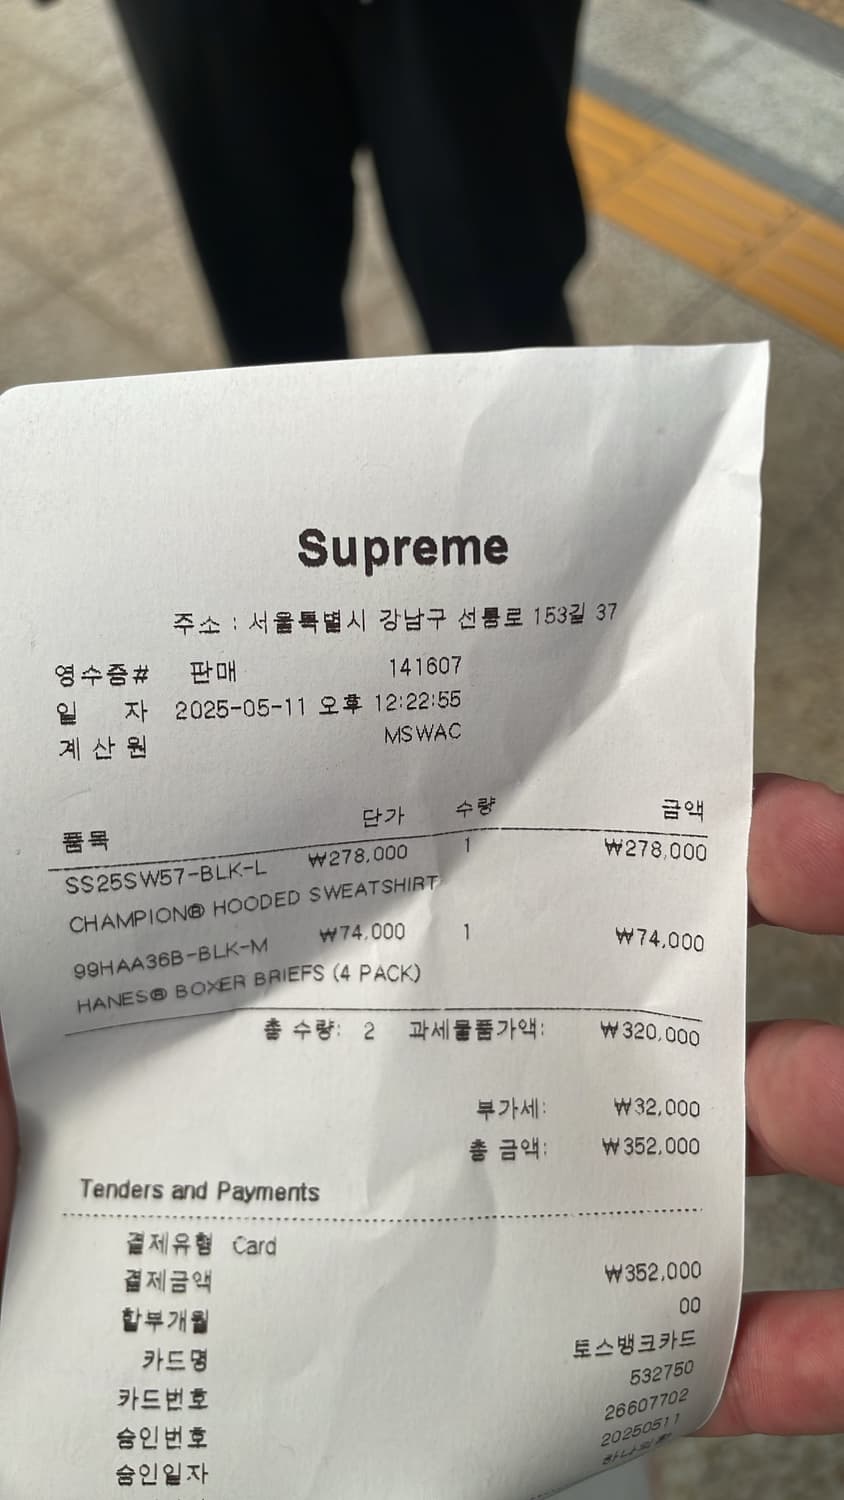 Supreme
주소 : 서울특별시 강남구 선릉로 153길 37
영수증# 판매 141607
일 자 2025-05-11 오후 12:22:55
계 산 원 MSWAC
품목 단가 수량 금액
SS25SW57-BLK-L ₩278,000 1 ₩278,000
CHAMPION® HOODED SWEATSHIRT
99HAA36B-BLK-M ₩74,000 1 ₩74,000
HANES® BOXER BRIEFS (4 PACK)
총 수량: 2 과세물품가액: ₩320,000
부가세: ₩32,000
총 금액: ₩352,000
Tenders and Payments
결제유형 Card
결제금액 ₩352,000
할부개월 00
카드명 토스뱅크카드
카드번호 532750
승인번호 26607702
승인일자 20250511